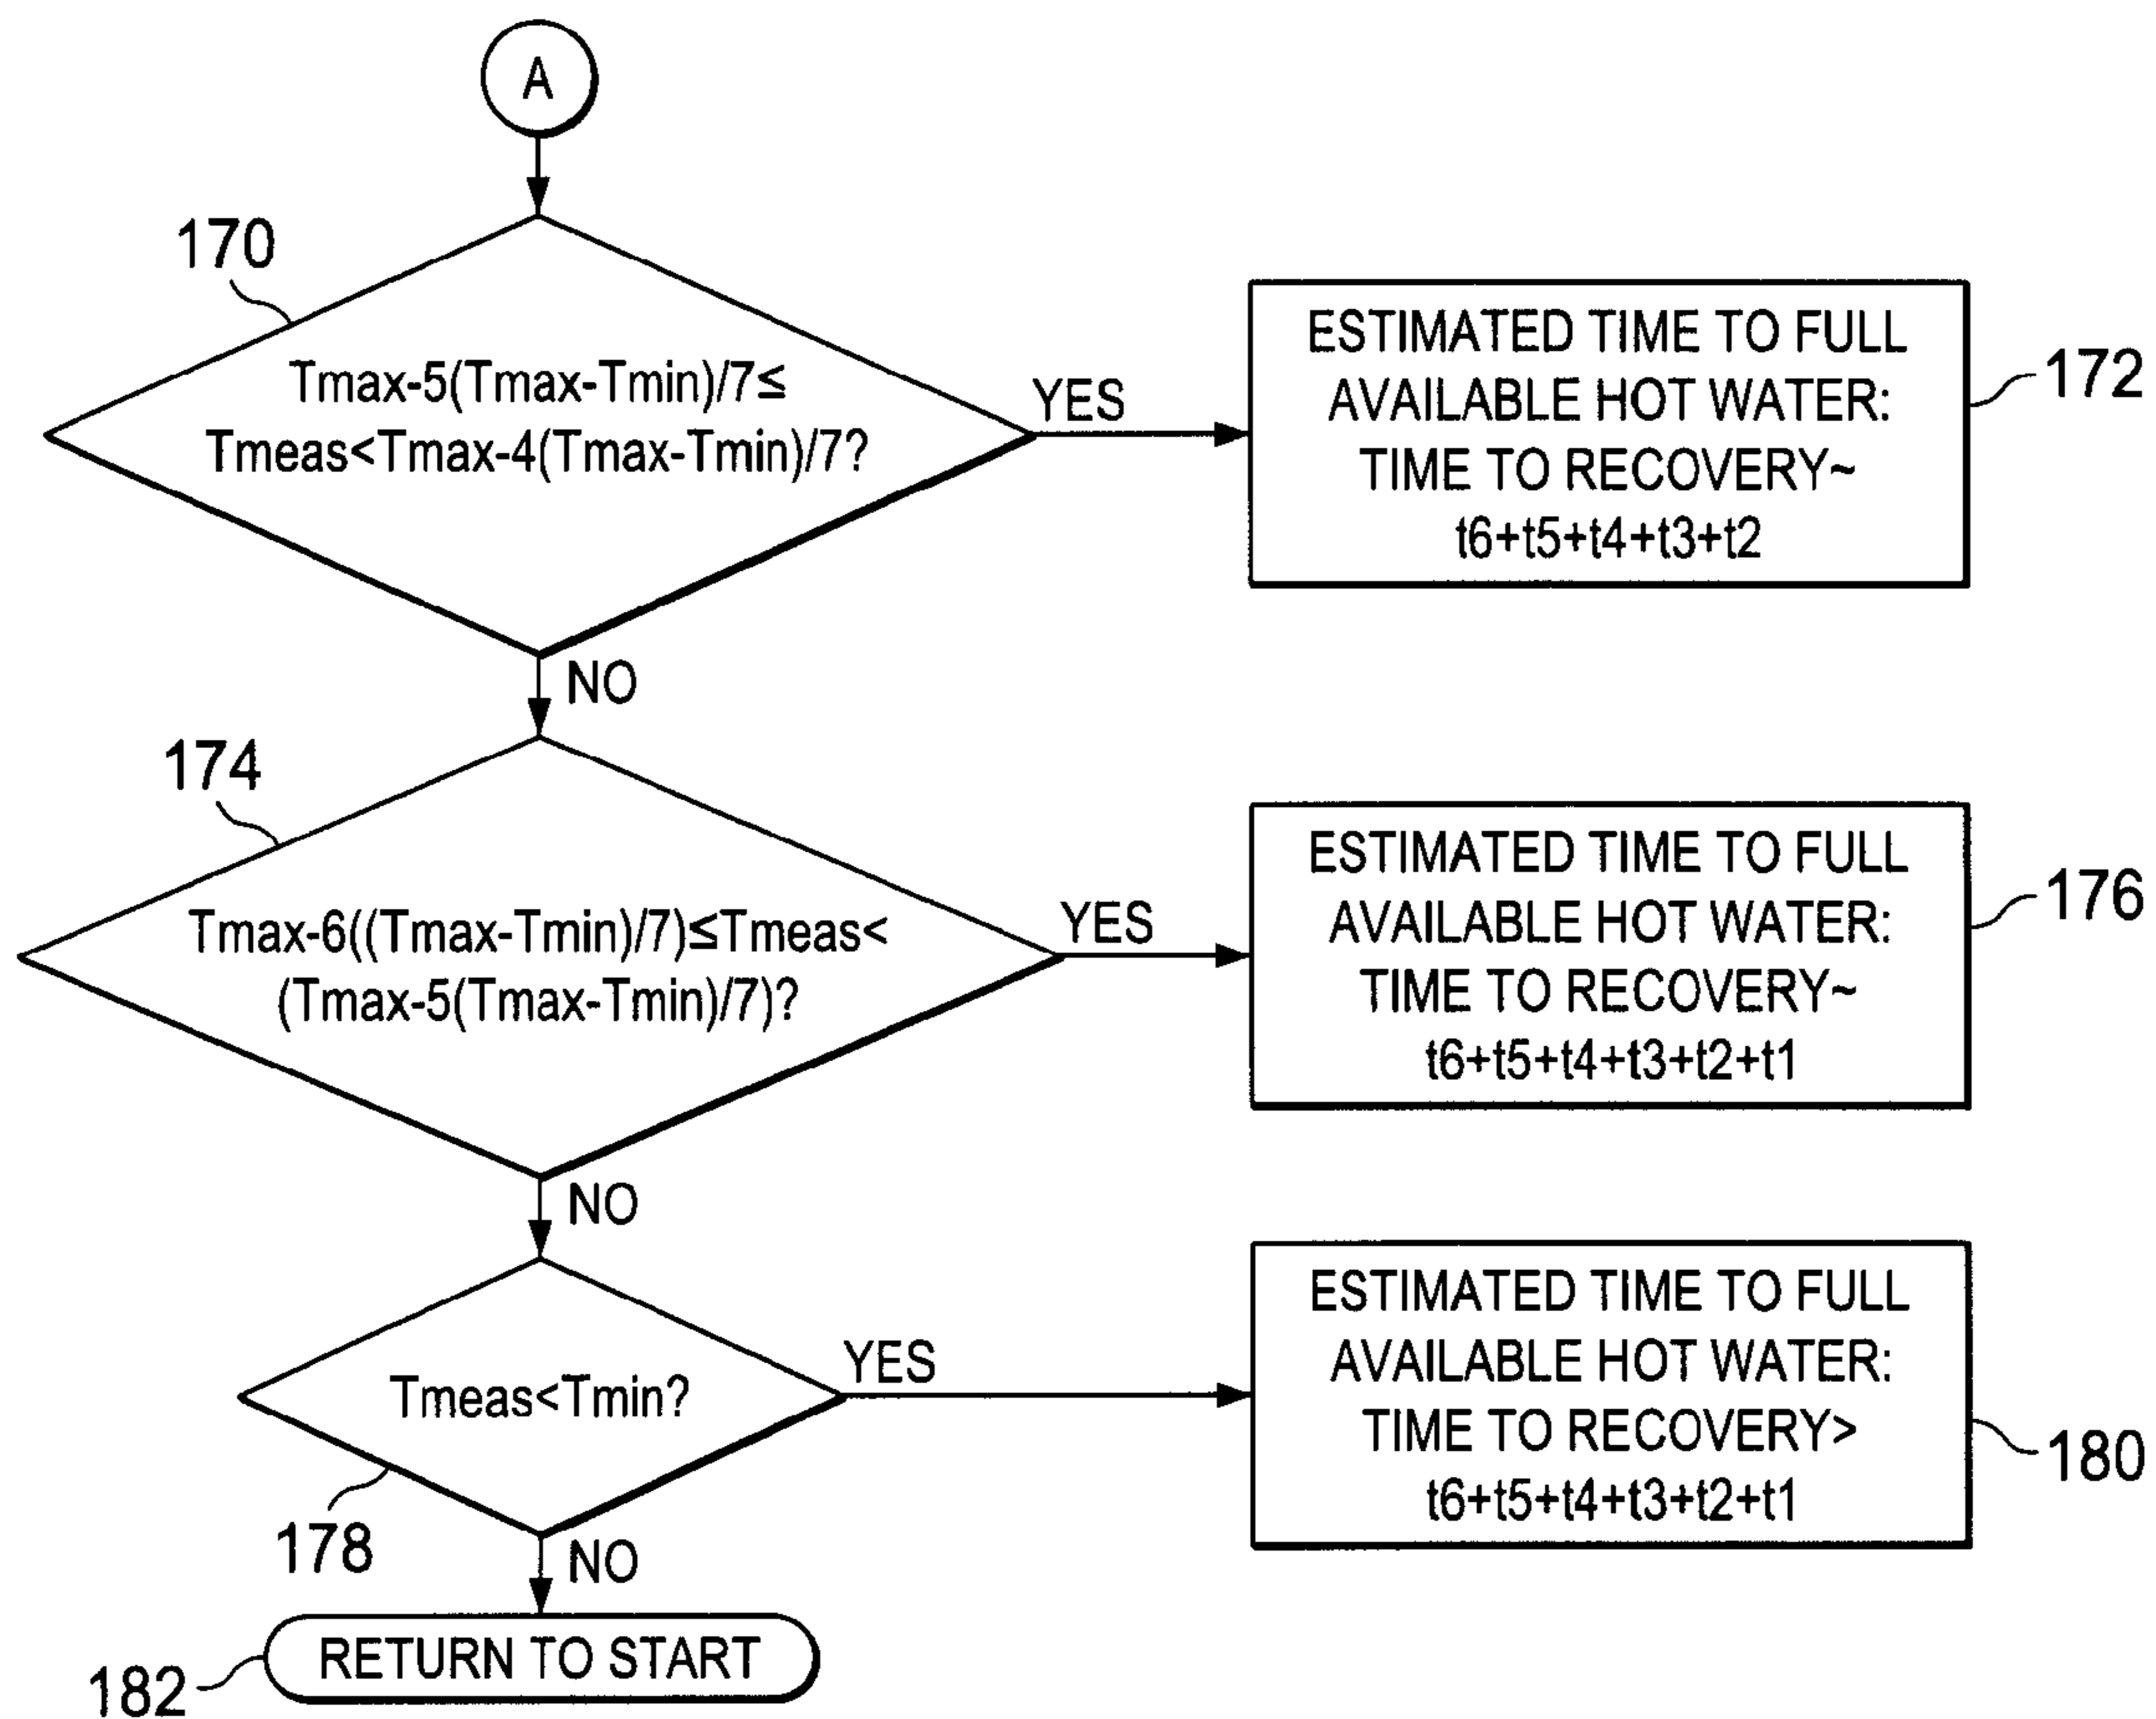 A
170
Tmax-5(Tmax-Tmin)/7≤
Tmeas<Tmax-4(Tmax-Tmin)/7?
YES
ESTIMATED TIME TO FULL
AVAILABLE HOT WATER:
TIME TO RECOVERY~
t6+t5+t4+t3+t2
172
NO
174
Tmax-6((Tmax-Tmin)/7)≤Tmeas<
(Tmax-5(Tmax-Tmin)/7)?
YES
ESTIMATED TIME TO FULL
AVAILABLE HOT WATER:
TIME TO RECOVERY~
t6+t5+t4+t3+t2+t1
176
NO
Tmeas<Tmin?
YES
ESTIMATED TIME TO FULL
AVAILABLE HOT WATER:
TIME TO RECOVERY>
t6+t5+t4+t3+t2+t1
180
178
NO
RETURN TO START
182